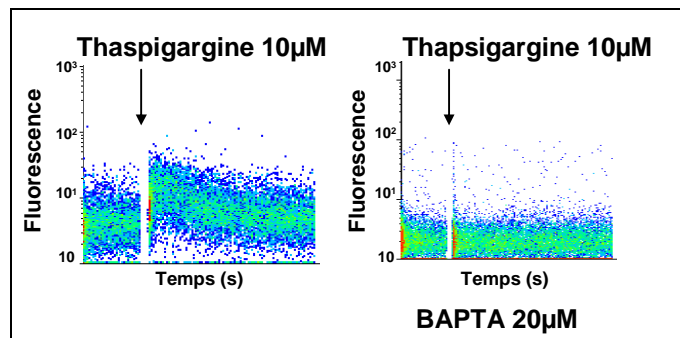 Thaspigargine 10µM
Thapsigargine 10µM
10³
10²
10¹
10
Fluorescence
Temps (s)
10³
10²
10¹
10
Fluorescence
Temps (s)
BAPTA 20µM